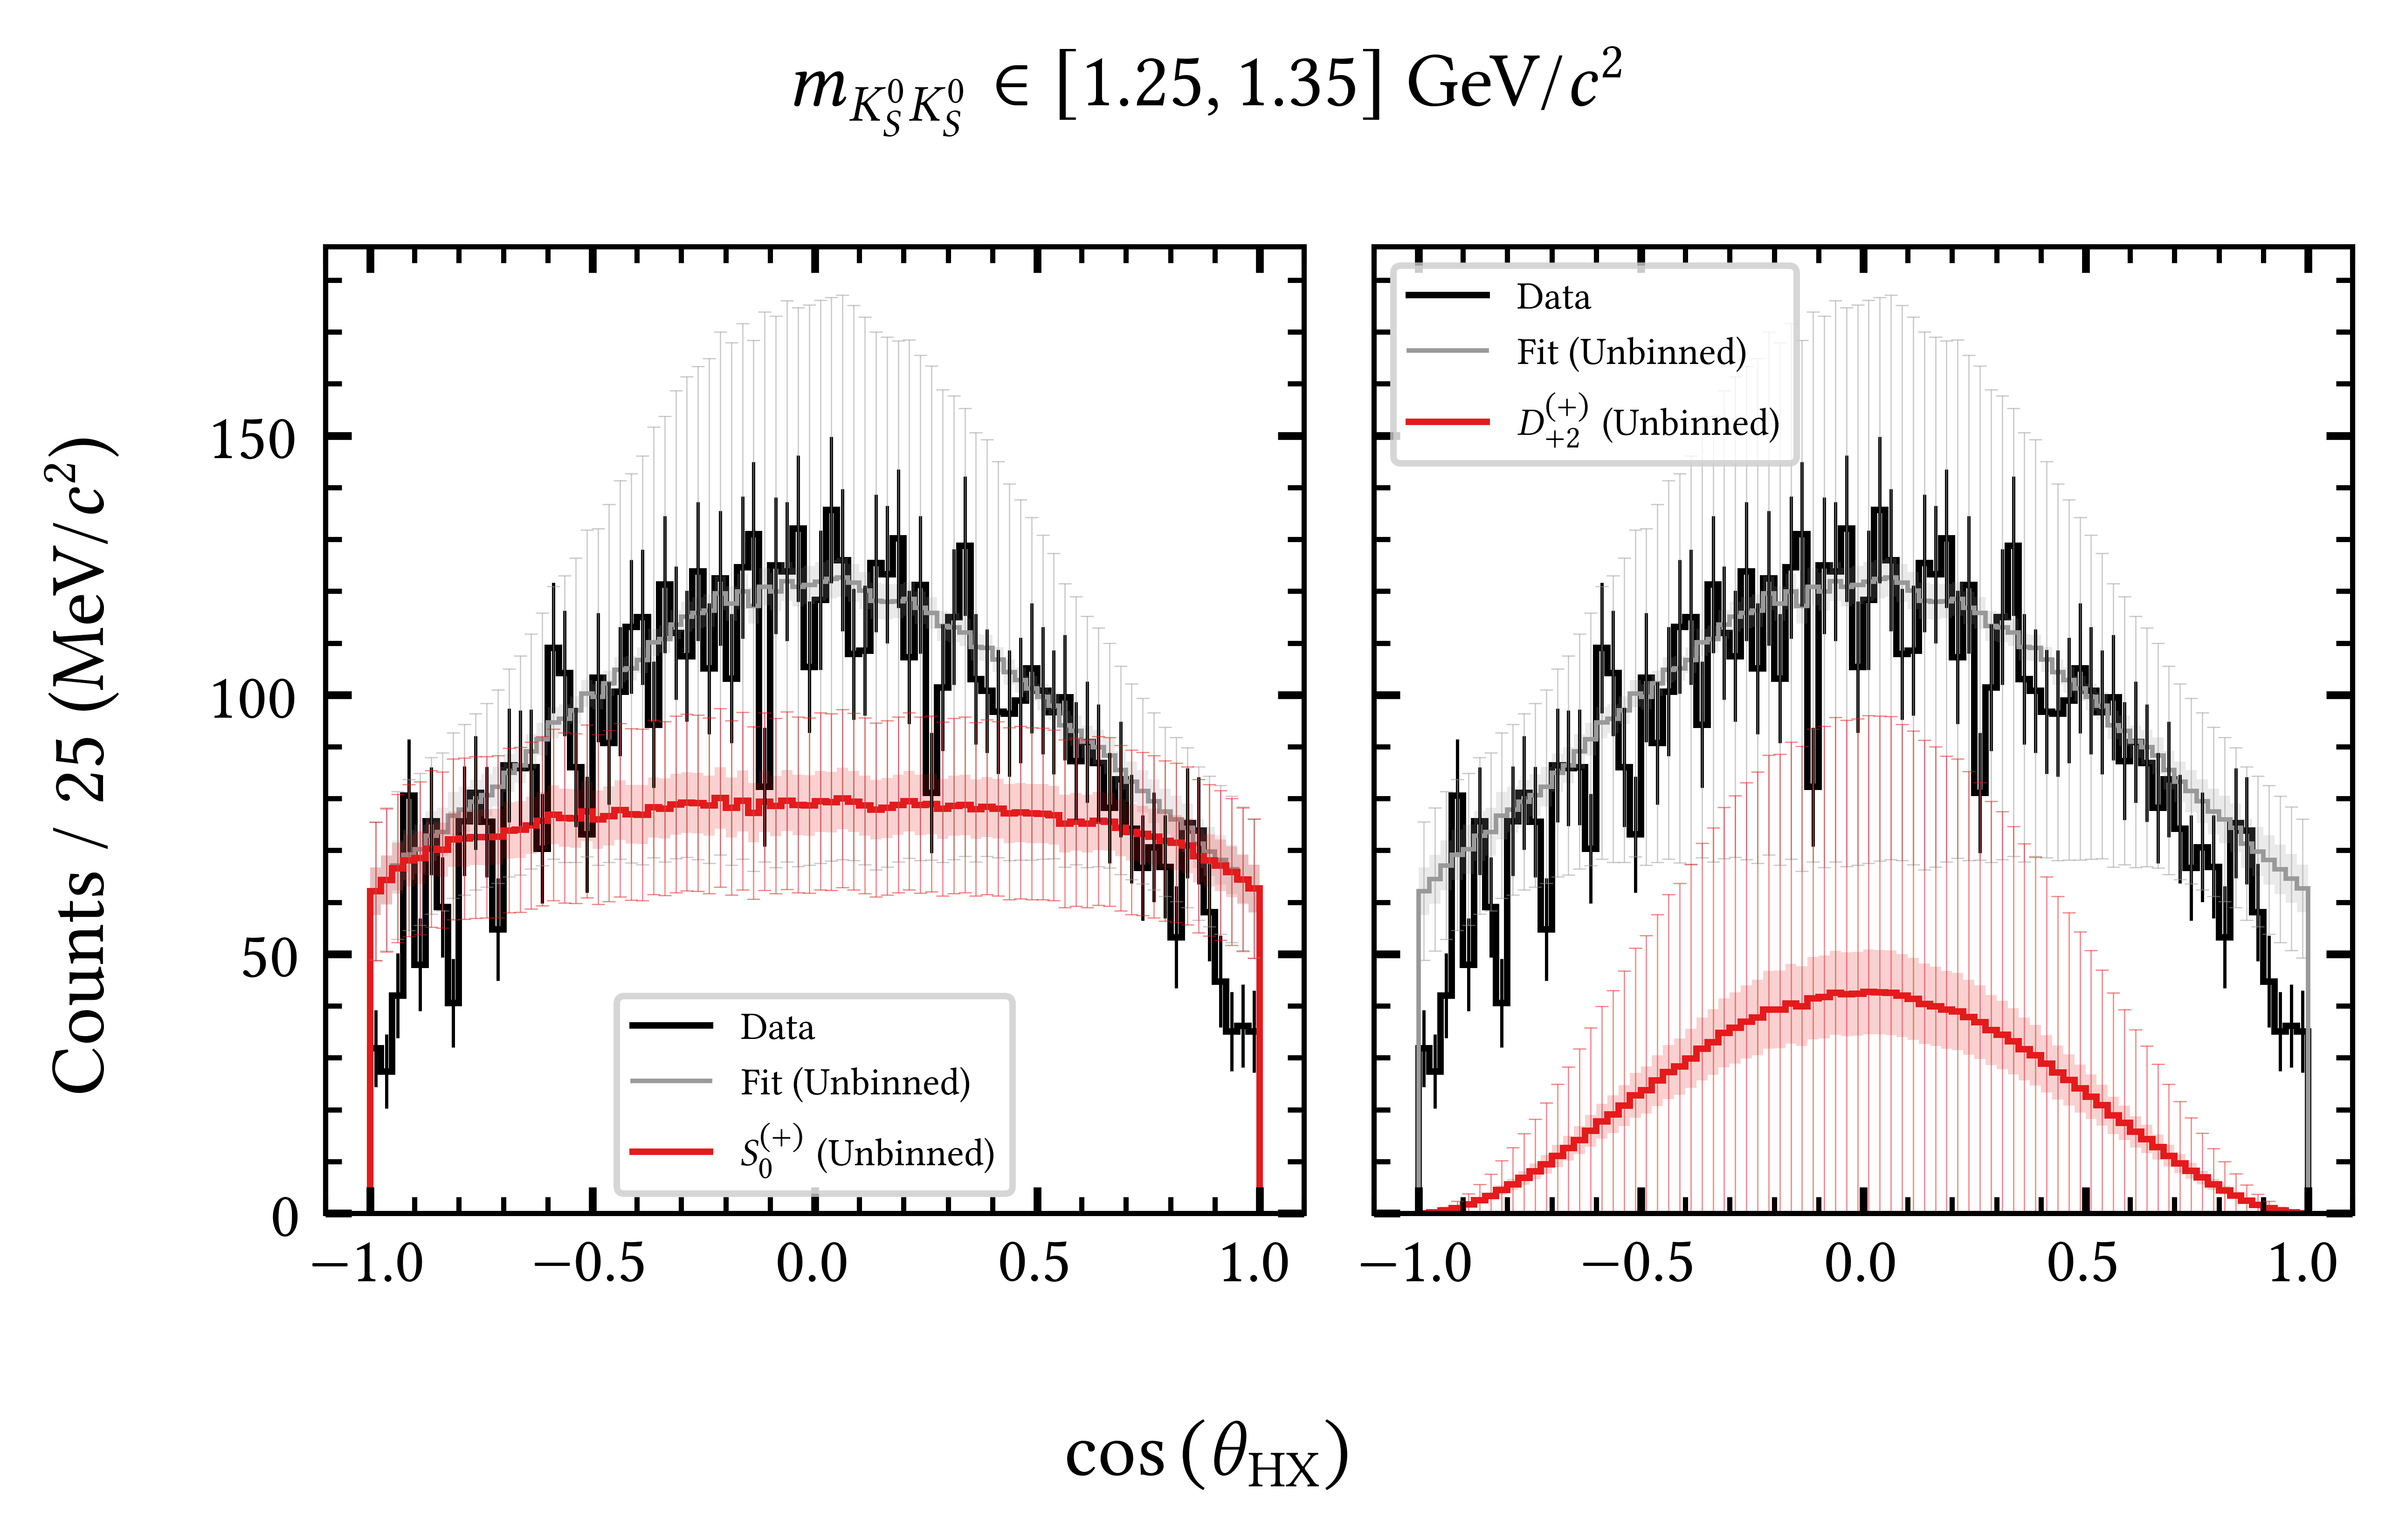 m_{K_S^0 K_S^0} ∈ [1.25, 1.35] GeV/c²
Counts / 25 (MeV/c²)
150
100
50
0
Data
Fit (Unbinned)
S_0^{(+)} (Unbinned)
−1.0 −0.5 0.0 0.5 1.0
Data
Fit (Unbinned)
D_{+2}^{(+)} (Unbinned)
−1.0 −0.5 0.0 0.5 1.0
cos (θ_HX)